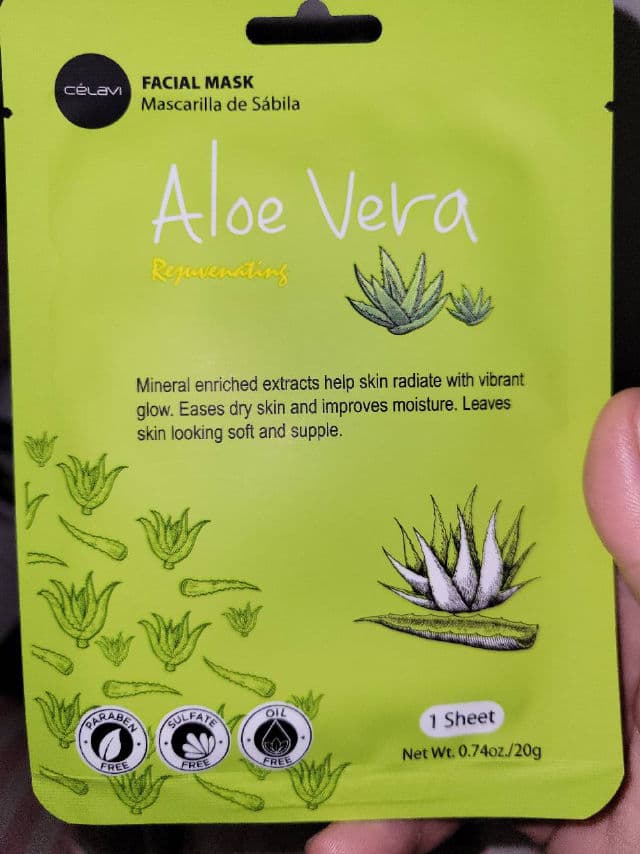 CéLaVI
FACIAL MASK
Mascarilla de Sábila
Aloe Vera
Rejuvenating
Mineral enriched extracts help skin radiate with vibrant
glow. Eases dry skin and improves moisture. Leaves
skin looking soft and supple.
PARABEN
FREE
SULFATE
FREE
OIL
FREE
1 Sheet
Net Wt. 0.74oz./20g